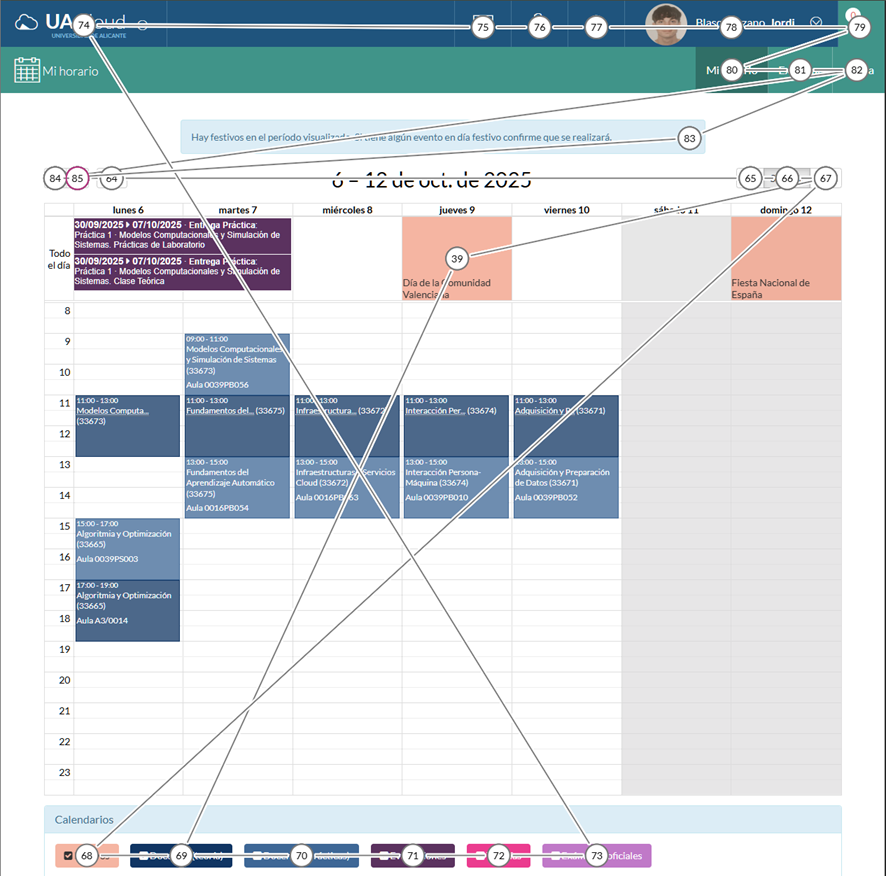 74
75
76
77
78
79
UNIVERSI DE ALICANTE
Jordi
Mi horario
80
81
82
Hay festivos en el período visualizado. Si tiene algún evento en día festivo confirme que se realizará.
83
84
85
64
6 – 12 de oct. de 2025
65
66
67
lunes 6
martes 7
miércoles 8
jueves 9
viernes 10
sábado 11
domingo 12
Todo el día
30/09/2025 07/10/2025 · Entrega Práctica:
Práctica 1 · Modelos Computacionales y Simulación de
Sistemas. Prácticas de Laboratorio
30/09/2025 07/10/2025 · Entrega Práctica:
Práctica 1 · Modelos Computacionales y Simulación de
Sistemas. Clase Teórica
39
Día de la Comunidad
Valenciana
Fiesta Nacional de
España
8
9
09:00 - 11:00
Modelos Computacionales
y Simulación de Sistemas
(33673)
Aula 0039PB056
10
11
11:00 - 13:00
Modelos Computa...
(33673)
11:00 - 13:00
Fundamentos del... (33675)
11:00 - 13:00
Infraestructura... (33672)
11:00 - 13:00
Interacción Per... (33674)
11:00 - 13:00
Adquisición y P... (33671)
12
13
13:00 - 15:00
Fundamentos del
Aprendizaje Automático
(33675)
Aula 0016PB054
13:00 - 15:00
Infraestructuras y Servicios
Cloud (33672)
13:00 - 15:00
Interacción Persona-
Máquina (33674)
Aula 0039PB010
13:00 - 15:00
Adquisición y Preparación
de Datos (33671)
Aula 0039PB052
14
15
15:00 - 17:00
Algoritmia y Optimización
(33665)
Aula 0039PS003
16
17
17:00 - 19:00
Algoritmia y Optimización
(33665)
Aula A3/0014
18
19
20
21
22
23
Calendarios
68
69
70
71
72
73
oficiales